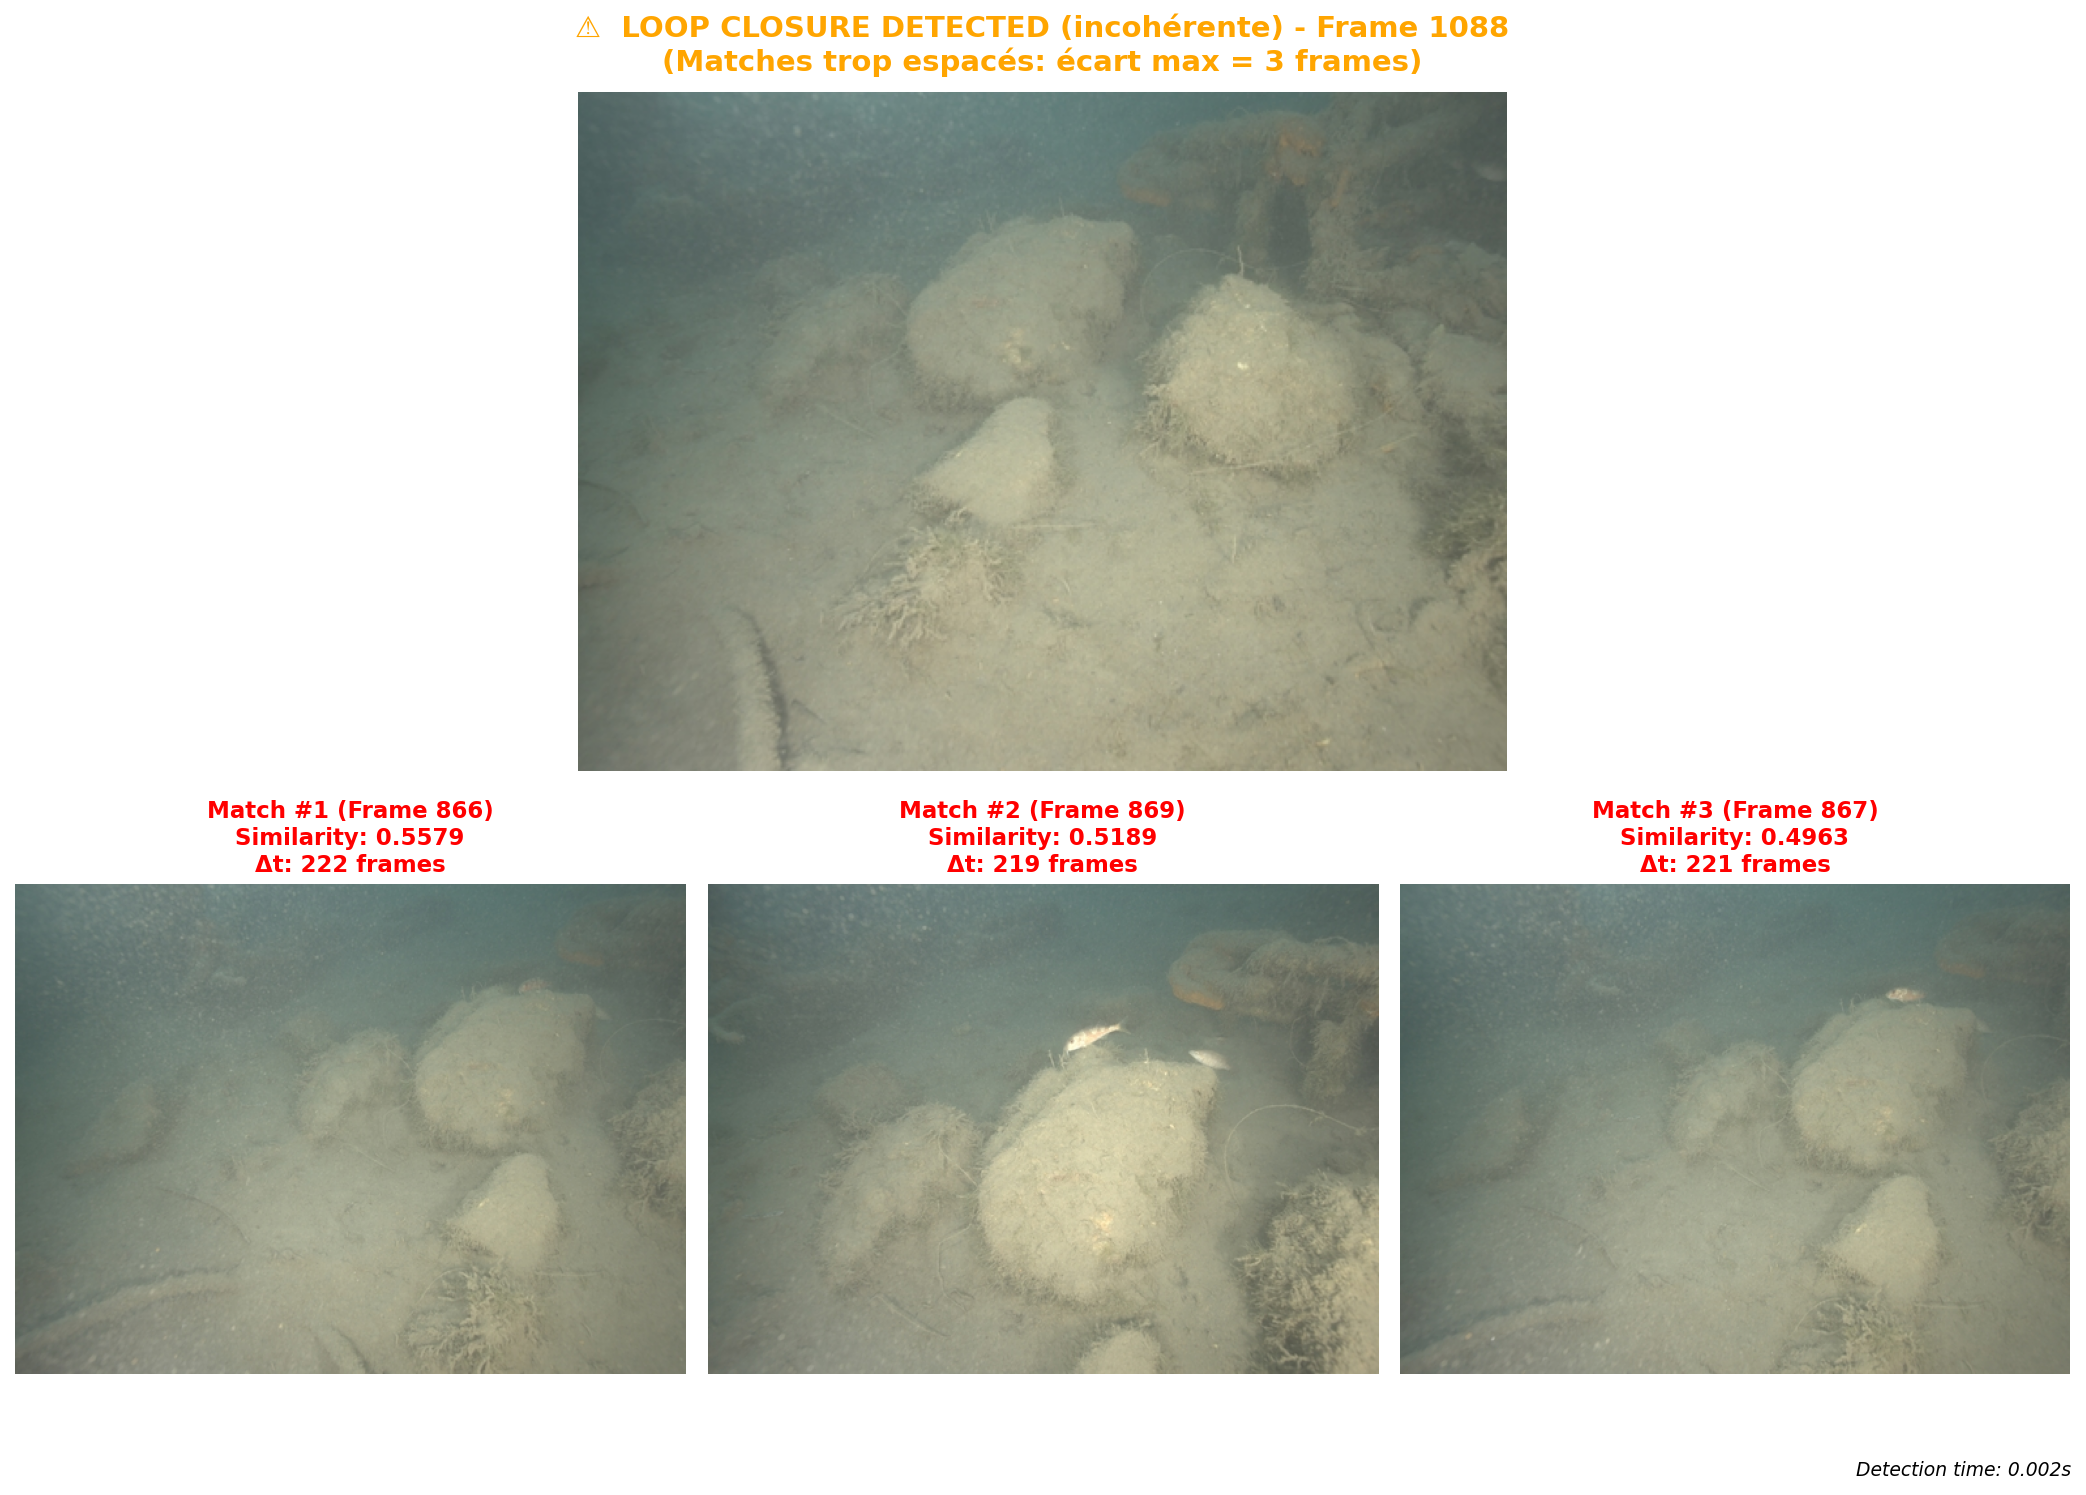 ⚠ LOOP CLOSURE DETECTED (incohérente) - Frame 1088
(Matches trop espacés: écart max = 3 frames)
Match #1 (Frame 866)
Similarity: 0.5579
Δt: 222 frames
Match #2 (Frame 869)
Similarity: 0.5189
Δt: 219 frames
Match #3 (Frame 867)
Similarity: 0.4963
Δt: 221 frames
Detection time: 0.002s